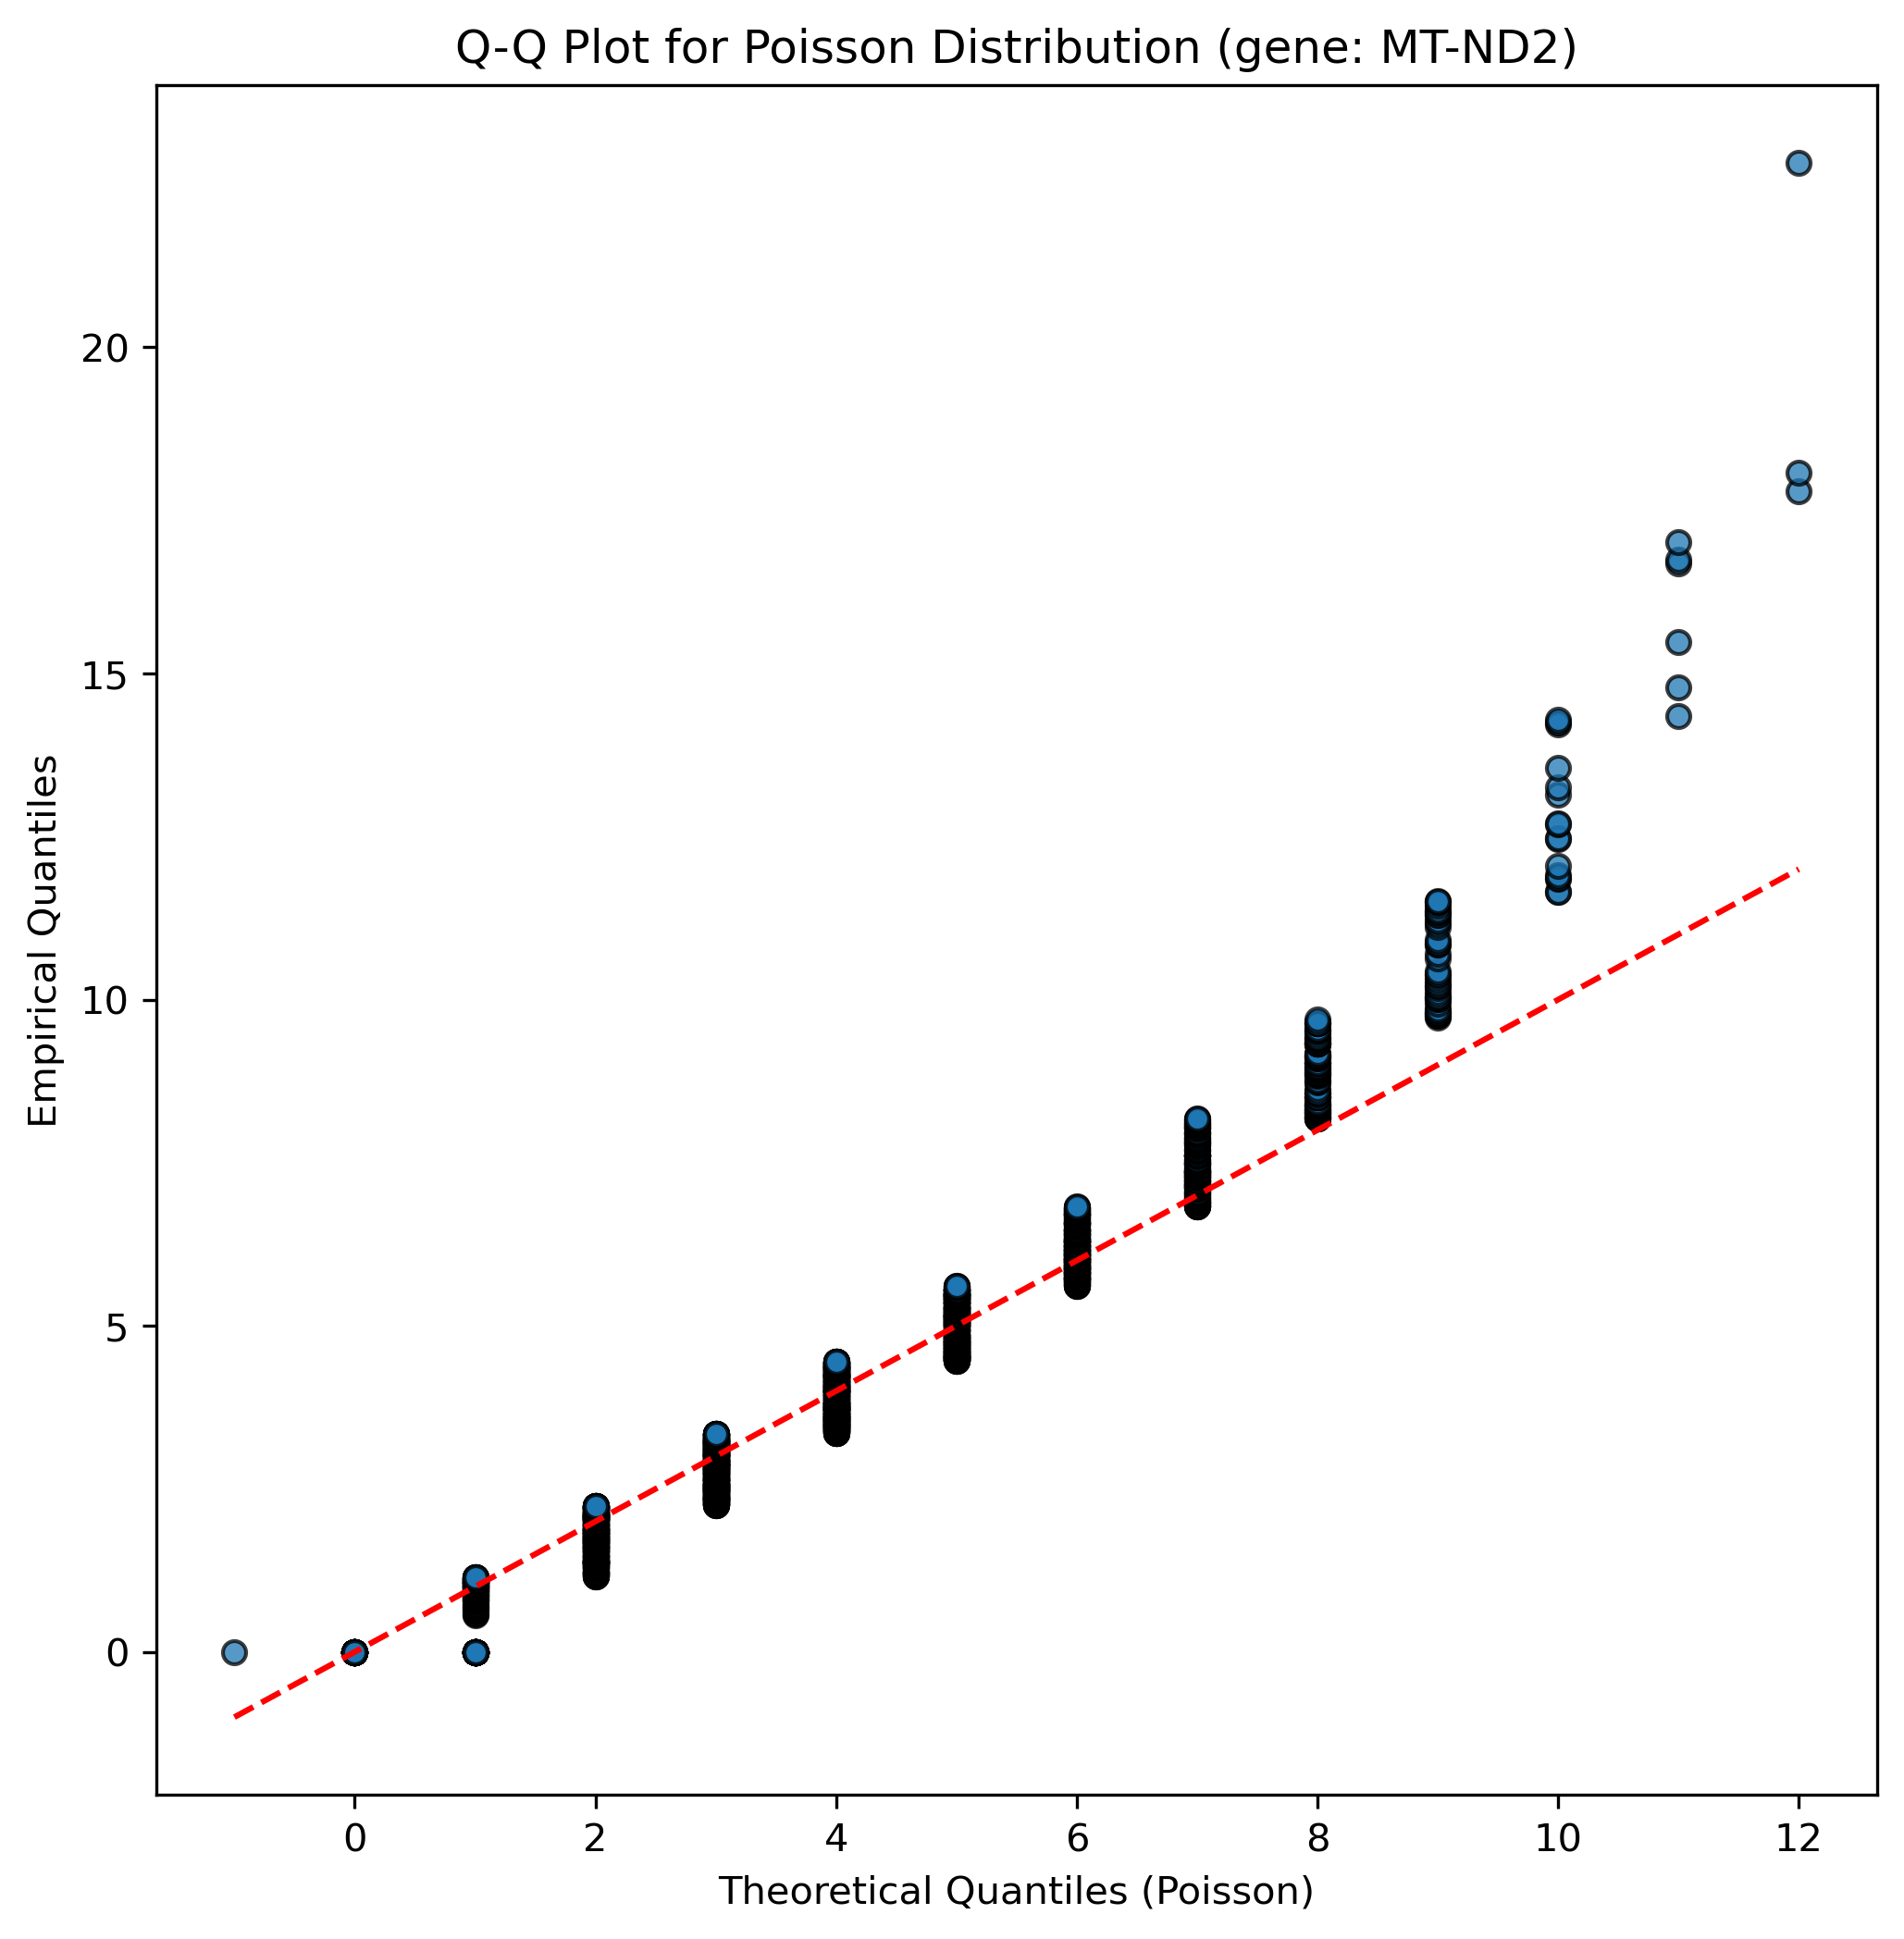 Q-Q Plot for Poisson Distribution (gene: MT-ND2)
Empirical Quantiles
20
15
10
5
0
0 2 4 6 8 10 12
Theoretical Quantiles (Poisson)